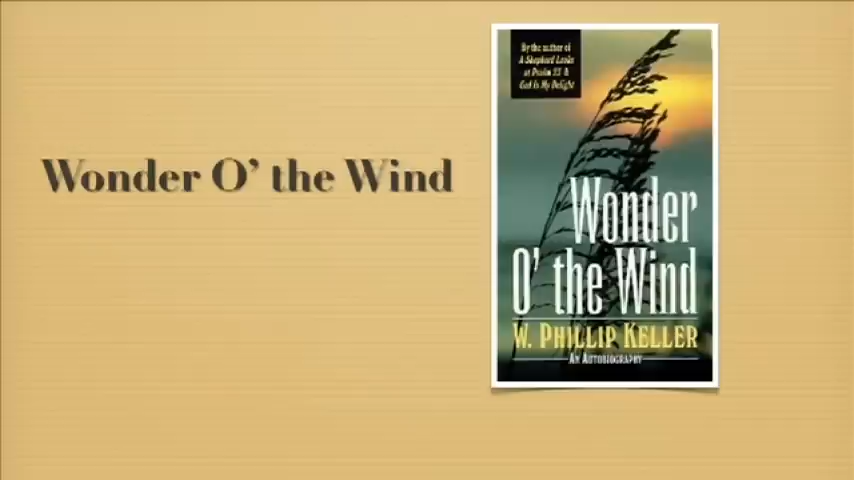 Wonder O’ the Wind
By the author of
A Shepherd Looks
at Psalm 23 &
God Is My Delight
Wonder
O’ the Wind
W. PHILLIP KELLER
AN AUTOBIOGRAPHY